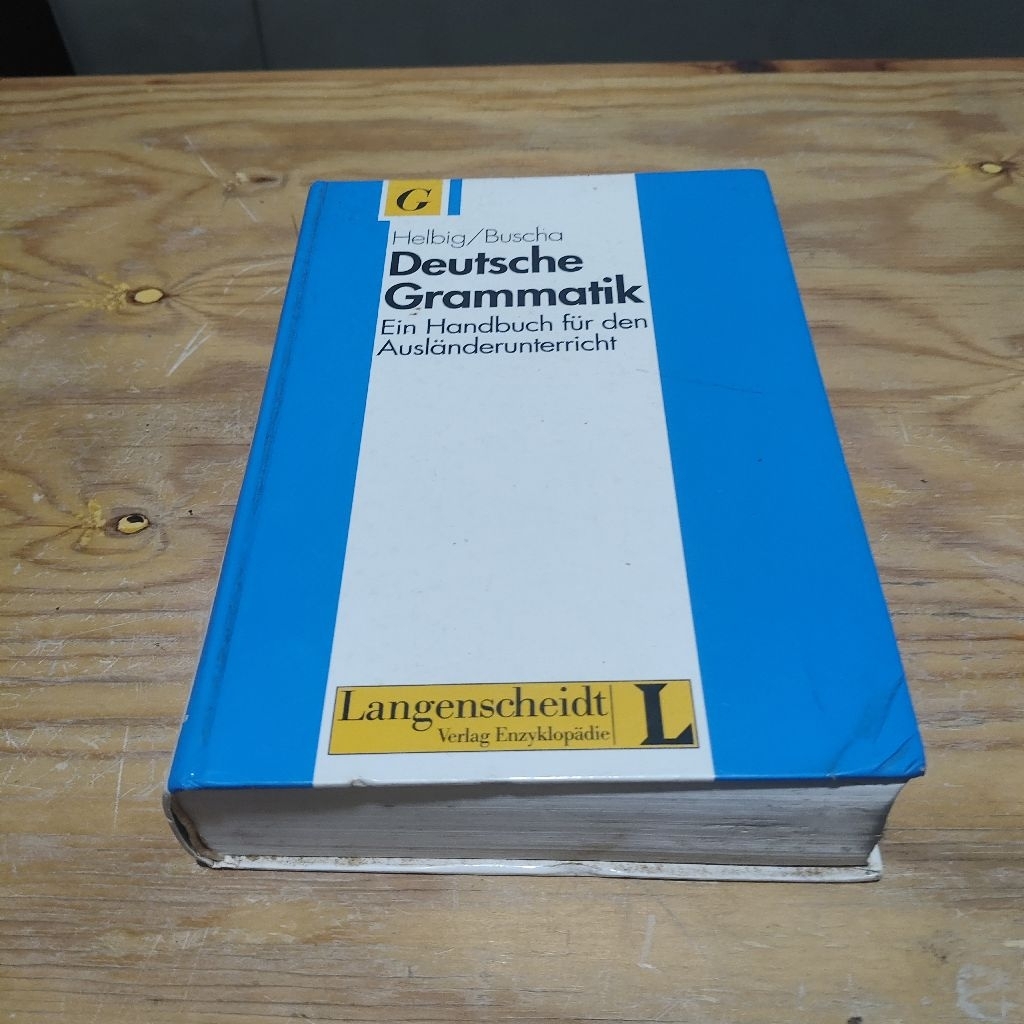 G
Helbig/Buscha
Deutsche
Grammatik
Ein Handbuch für den
Ausländerunterricht
Langenscheidt
Verlag Enzyklopädie
L